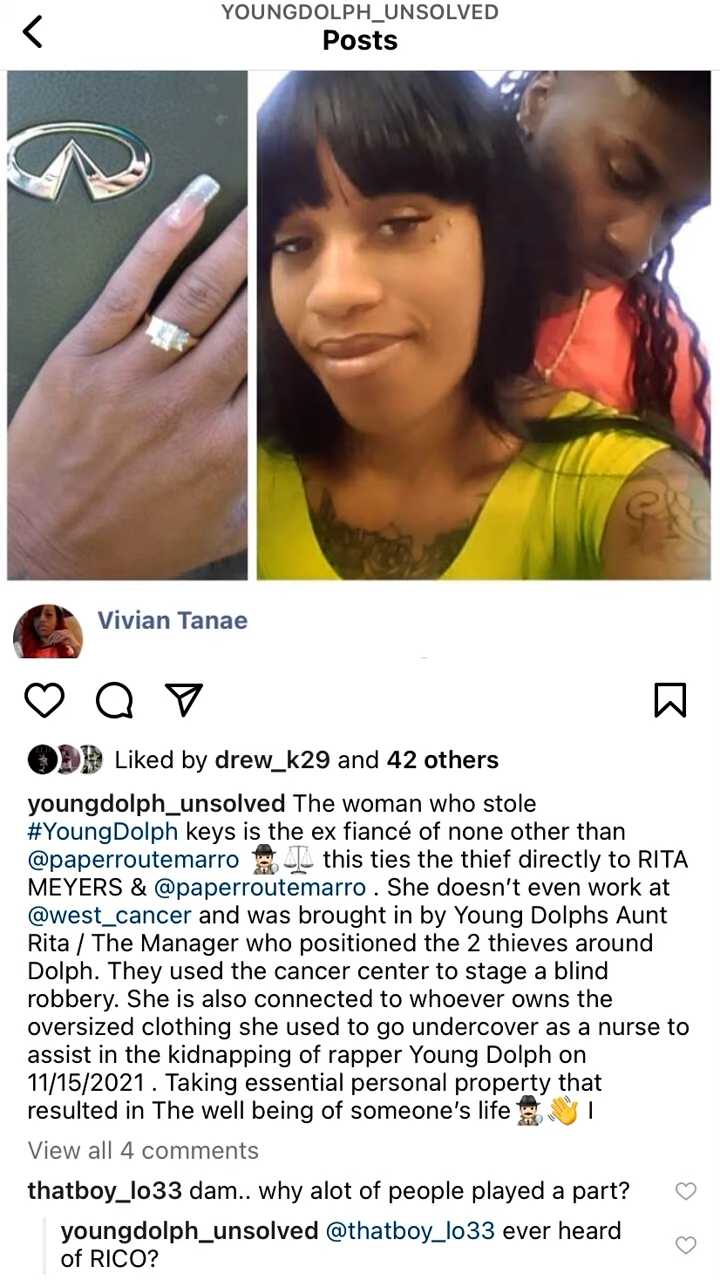 YOUNGDOLPH_UNSOLVED
Posts
Vivian Tanae
Liked by drew_k29 and 42 others
youngdolph_unsolved The woman who stole
#YoungDolph keys is the ex fiancé of none other than
@paperroutemarro 🕵🏻‍♂️⚖️ this ties the thief directly to RITA
MEYERS & @paperroutemarro . She doesn’t even work at
@west_cancer and was brought in by Young Dolphs Aunt
Rita / The Manager who positioned the 2 thieves around
Dolph. They used the cancer center to stage a blind
robbery. She is also connected to whoever owns the
oversized clothing she used to go undercover as a nurse to
assist in the kidnapping of rapper Young Dolph on
11/15/2021 . Taking essential personal property that
resulted in The well being of someone’s life🕵🏻‍♂️👋 I
View all 4 comments
thatboy_lo33 dam.. why alot of people played a part?
youngdolph_unsolved @thatboy_lo33 ever heard
of RICO?